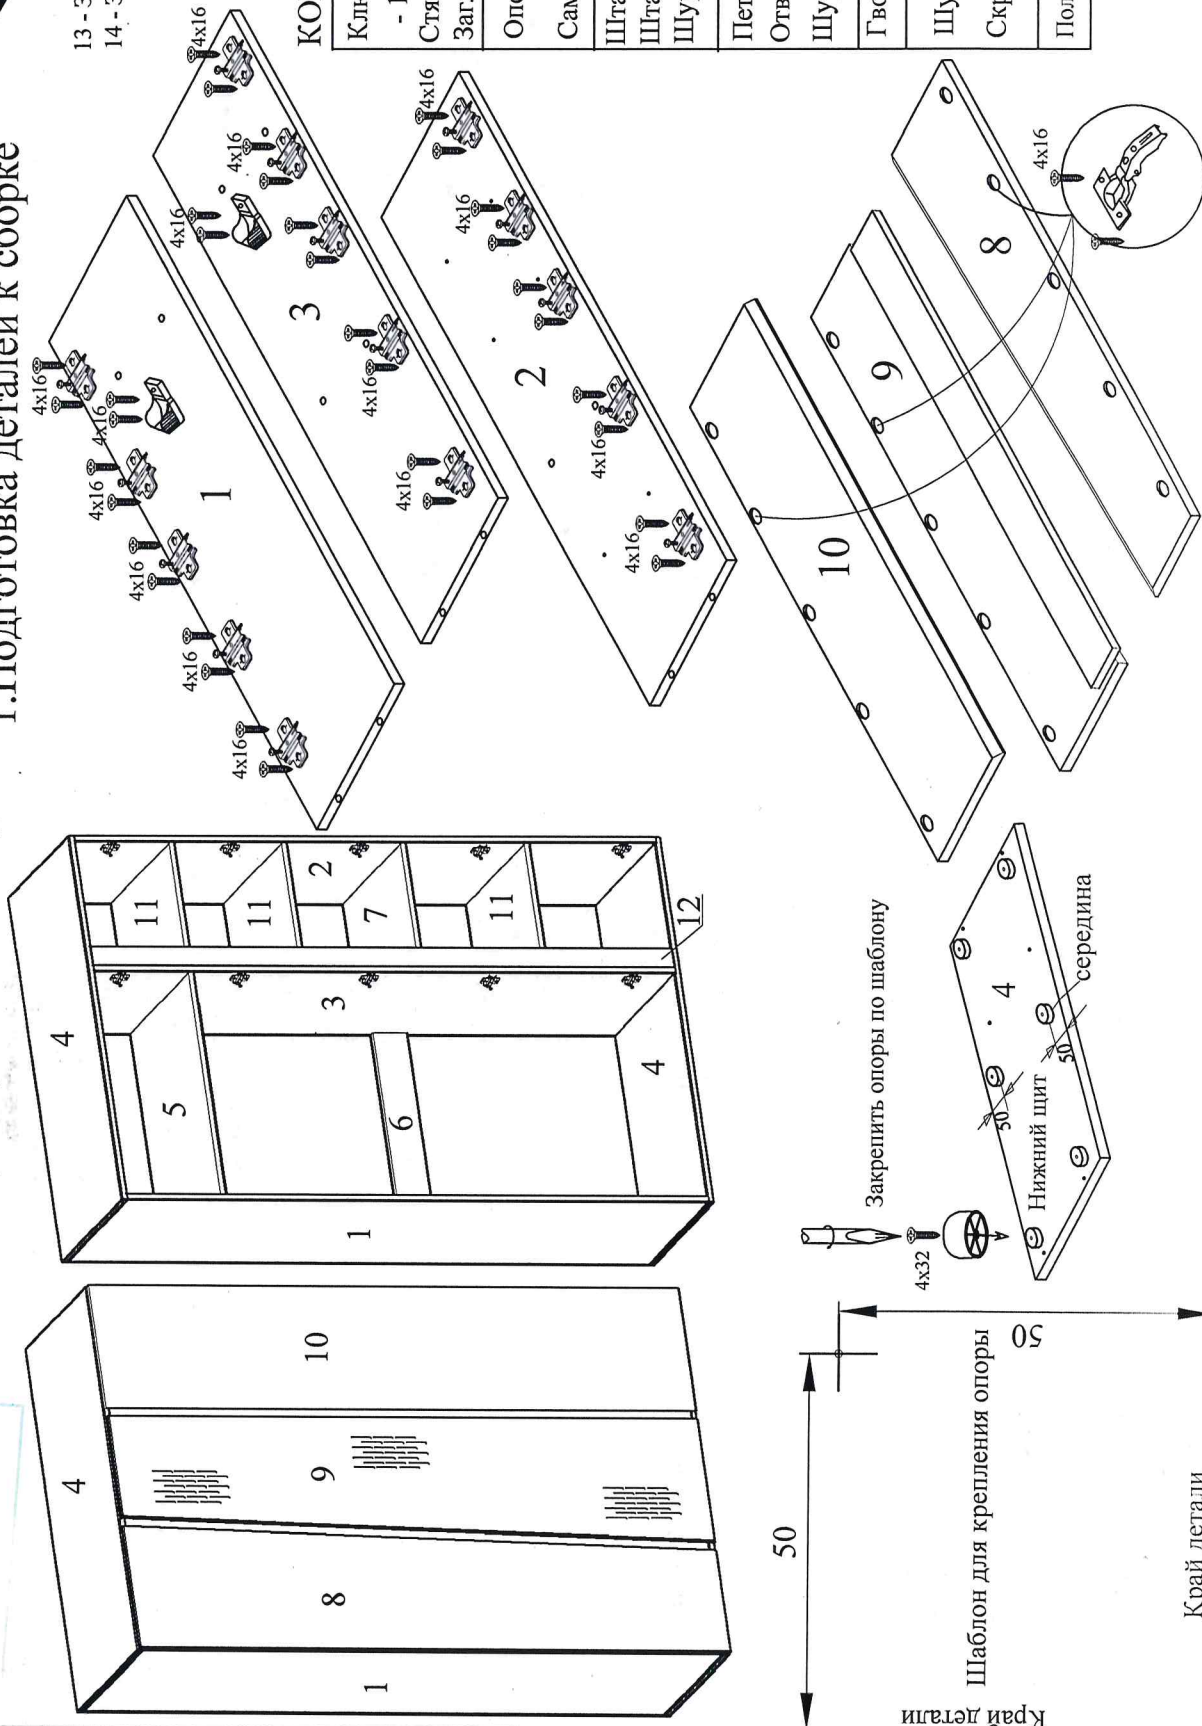 1.Подготовка деталей к сборке
13 - 3
14 - 3
4
8
9
10
1
4
5
11
11
2
7
11
3
6
4
1
12
4x16
4x16
4x16
4x16
4x16
4x16
1
4x16
4x16
4x16
3
4x16
4x16
4x16
4x16
2
4x16
4x16
10
9
8
4x16
50
50
Шаблон для крепления опоры
Край детали
Край детали
Закрепить опоры по шаблону
4x32
Нижний щит
4
50
50
середина
КО
- 1
Стя
Заг.
Опо
Сам
Шта
Шта
Шу
Пет
Отв
Шу
Гво
Шу
Скр